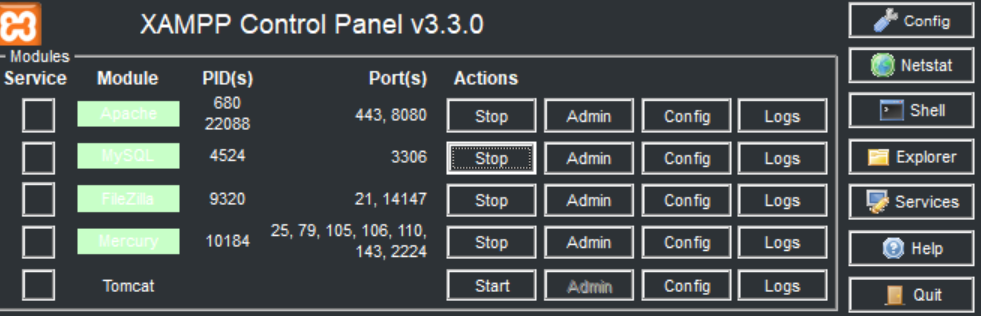 XAMPP Control Panel v3.3.0
Modules
Service Module PID(s) Port(s) Actions
Apache 680 22088 443, 8080 Stop Admin Config Logs
MySQL 4524 3306 Stop Admin Config Logs
FileZilla 9320 21, 14147 Stop Admin Config Logs
Mercury 10184 25, 79, 105, 106, 110, 143, 2224 Stop Admin Config Logs
Tomcat Start Admin Config Logs
Config
Netstat
Shell
Explorer
Services
Help
Quit